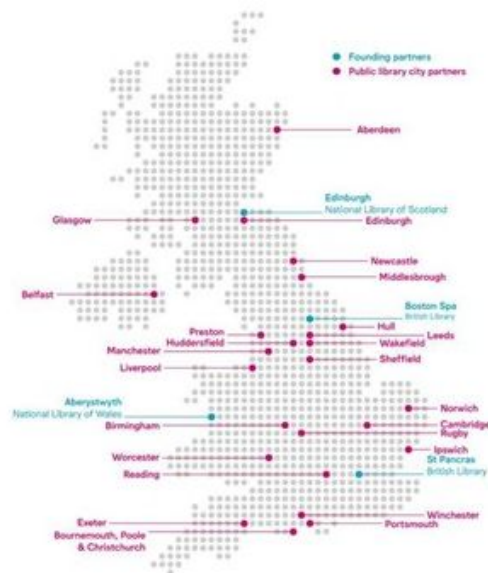 Founding partners
Public library city partners
Aberdeen
Edinburgh
National Library of Scotland
Glasgow
Edinburgh
Newcastle
Middlesbrough
Belfast
Boston Spa
British Library
Hull
Preston
Leeds
Huddersfield
Wakefield
Manchester
Sheffield
Liverpool
Aberystwyth
National Library of Wales
Norwich
Birmingham
Cambridge
Rugby
Ipswich
Worcester
St Pancras
Reading
British Library
Winchester
Exeter
Portsmouth
Bournemouth, Poole
& Christchurch